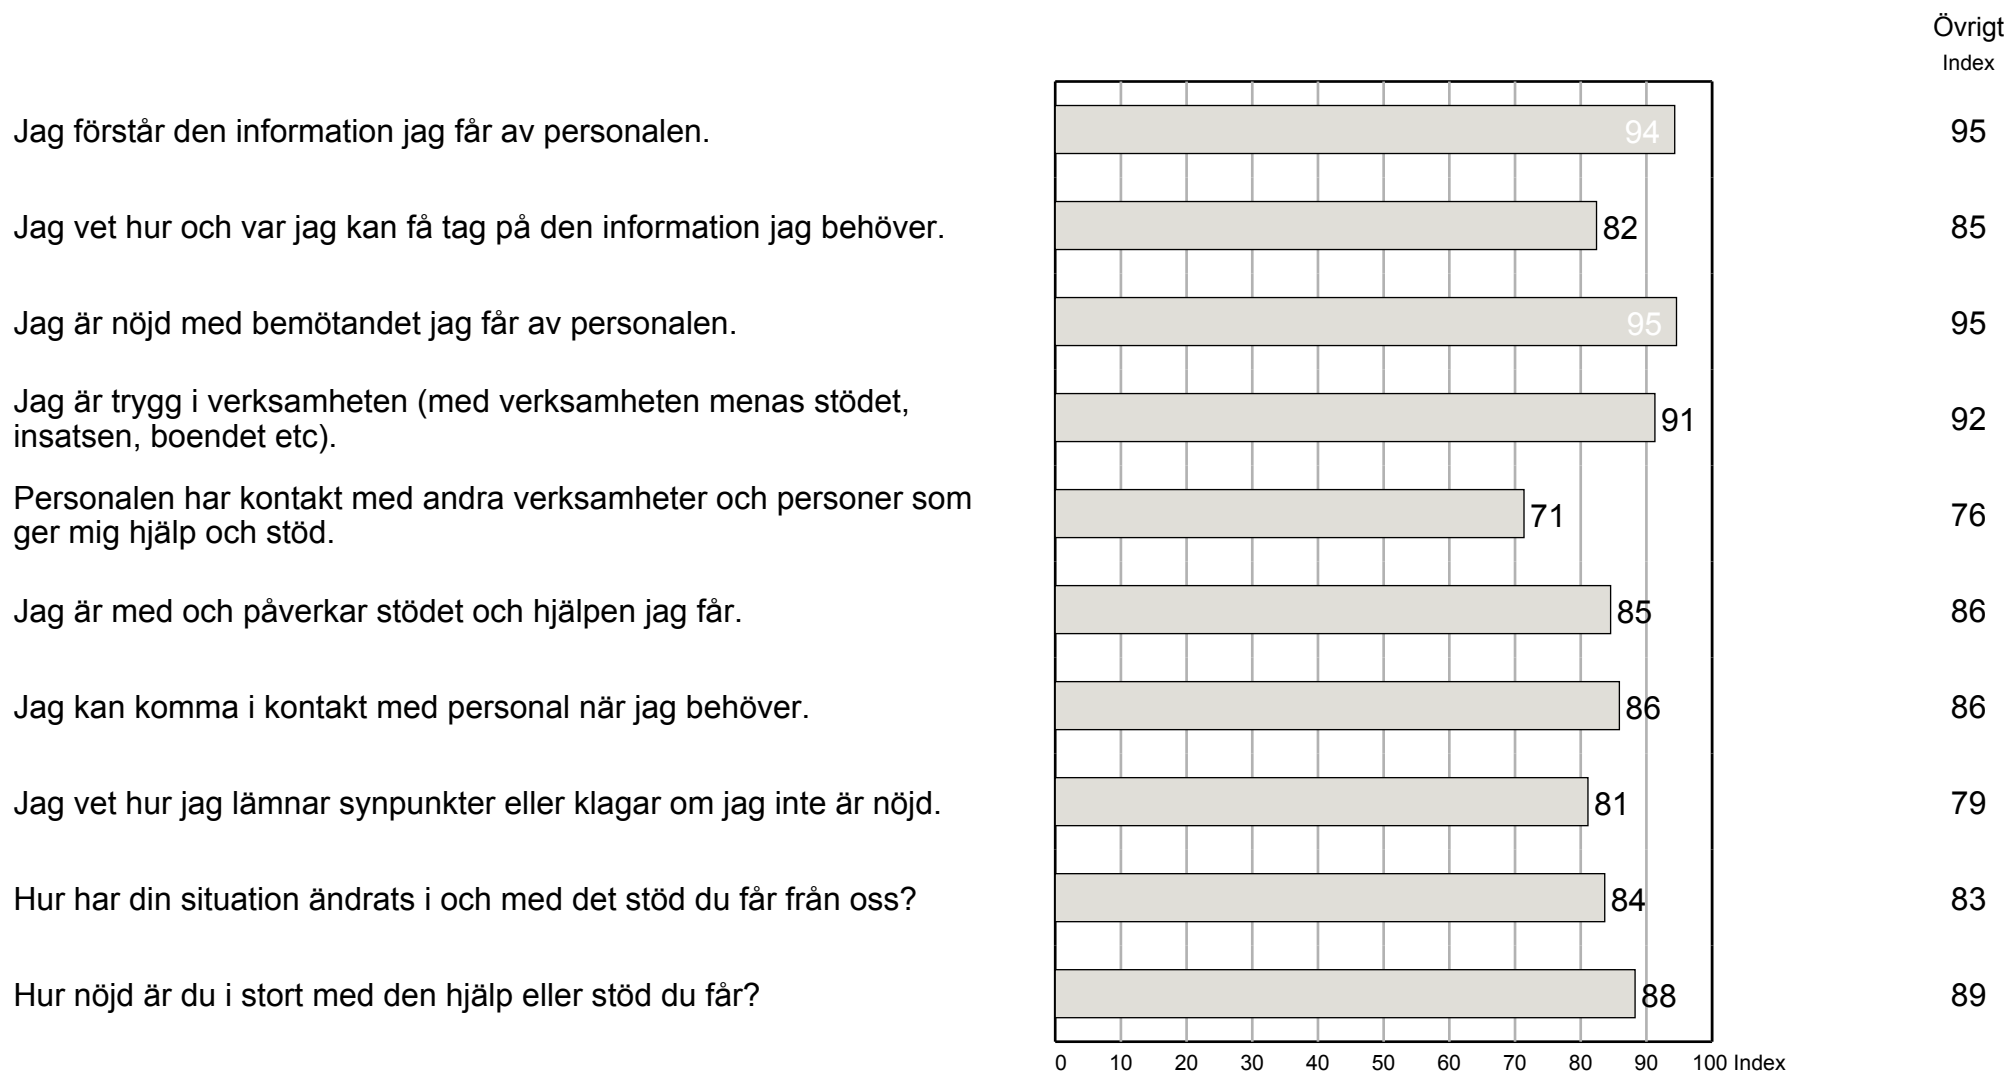 Övrigt
Index
Jag förstår den information jag får av personalen. 94 95
Jag vet hur och var jag kan få tag på den information jag behöver. 82 85
Jag är nöjd med bemötandet jag får av personalen. 95 95
Jag är trygg i verksamheten (med verksamheten menas stödet,
insatsen, boendet etc). 91 92
Personalen har kontakt med andra verksamheter och personer som
ger mig hjälp och stöd. 71 76
Jag är med och påverkar stödet och hjälpen jag får. 85 86
Jag kan komma i kontakt med personal när jag behöver. 86 86
Jag vet hur jag lämnar synpunkter eller klagar om jag inte är nöjd. 81 79
Hur har din situation ändrats i och med det stöd du får från oss? 84 83
Hur nöjd är du i stort med den hjälp eller stöd du får? 88 89
0 10 20 30 40 50 60 70 80 90 100 Index